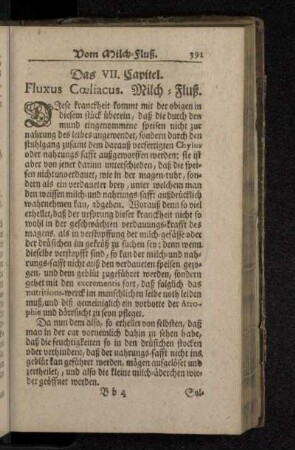 Vom Milch-Fluß. 391
Das VII. Capitel.
Fluxus Cœliacus. Milch-Fluß.
Diese kranckheit kommt mit der obigen in
diesem stück überein, daß die durch den
mund eingenommene speisen nicht zur
nahrung des leibes angewendet, sondern durch den
stuhlgang zusamt dem darauß verfertigten Chylus
oder nahrungs-safft außgeworffen werden; sie ist
aber von jener darinn unterschieden, daß die spei-
sen nicht unverdauet, wie in der magen-ruhr, son-
dern als ein verdaueter brey, unter welchem man
den weissen milch- und nahrungs-safft außdrücklich
wahrnehmen kan, abgehen. Worauß denn so viel
erhellet, daß der ursprung dieser kranckheit nicht so
wohl in der geschwächten verdauungs-krafft des
magens, als in verstopffung der milch-gefässe oder
der drüschen im gekröß zu suchen sey; denn wenn
dieselbe verstopfft sind, so kan der milch- und nah-
rungs-safft nicht auß den verdaueten speisen gezo-
gen, und dem geblüt zugeführet werden, sondern
gehet mit den excrementis fort, daß folglich das
nutritions-werck im menschlichen leibe noth leiden
muß, und diß gemeiniglich ein vorbotte der Atro-
phie und dörrsucht zu seyn pfleget.
Da nun dem also, so erhellet von selbsten, daß
man in der cur vornemlich dahin zu sehen habe,
daß die feuchtigkeiten so in den drüschen stocken
oder verhindern, daß der nahrungs-safft nicht ins
geblüt kan geführet werden, mögen aufgelöset und
zertheilet, und also die kleine milch-äderchen wie-
der geöffnet werden.
B b 4 Sal-